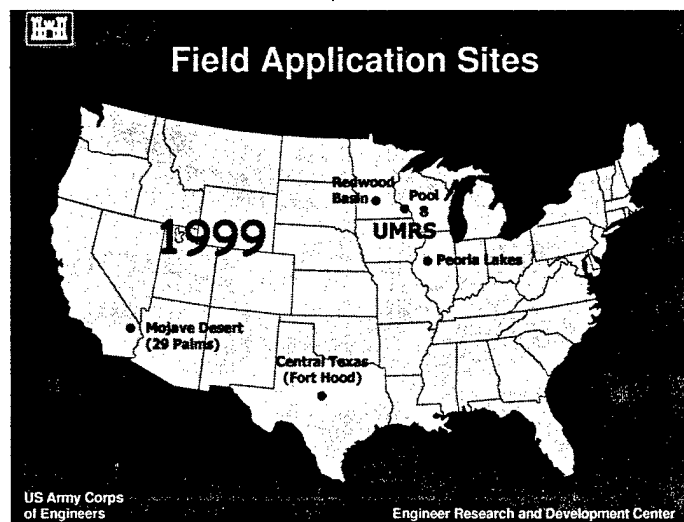 Field Application Sites
Redwood
Basin
Pool
8
UMRS
1999
Peoria Lakes
Mojave Desert
(29 Palms)
Central Texas
(Fort Hood)
US Army Corps
of Engineers
Engineer Research and Development Center